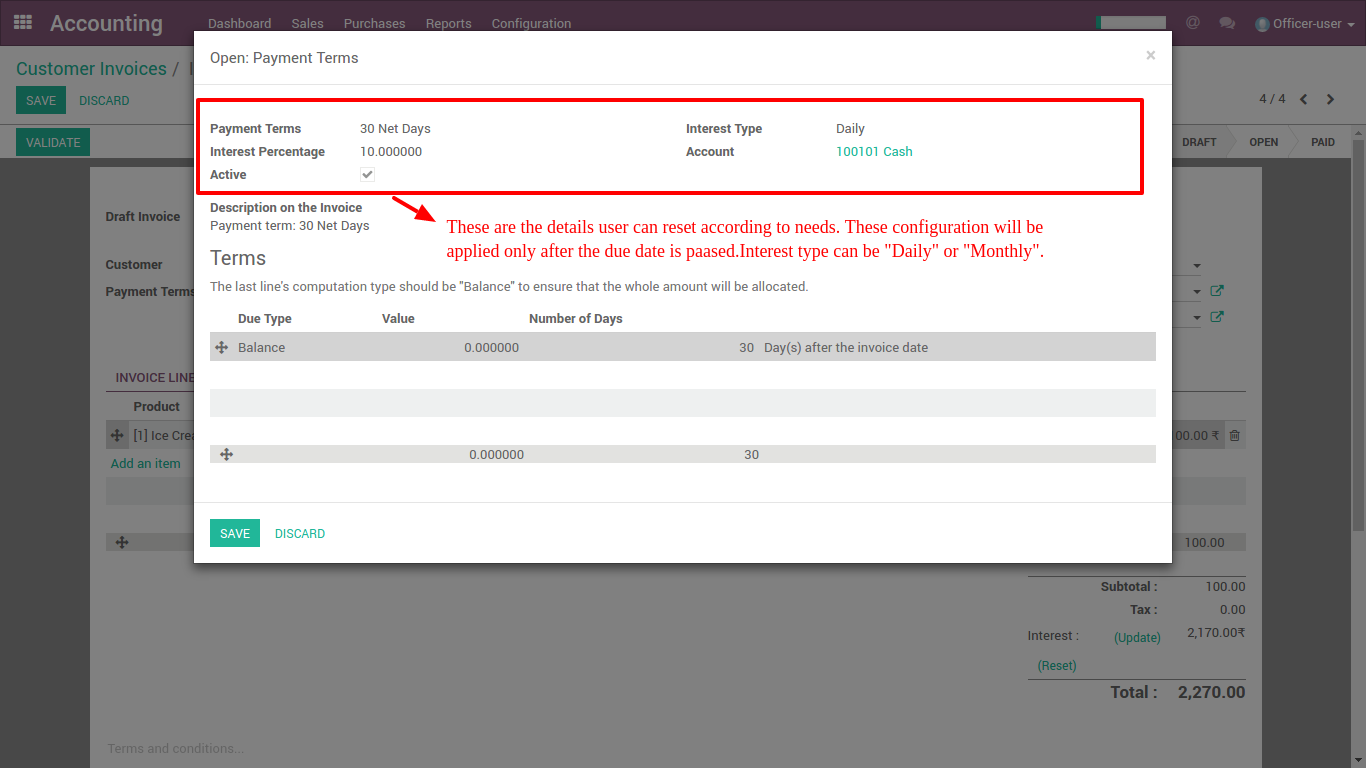 Accounting Dashboard Sales Purchases Reports Configuration @ Officer-user
Open: Payment Terms ×
Customer Invoices /
SAVE DISCARD 4 / 4
VALIDATE DRAFT OPEN PAID
Payment Terms 30 Net Days Interest Type Daily
Interest Percentage 10.000000 Account 100101 Cash
Active
Description on the Invoice
Draft Invoice
Payment term: 30 Net Days
These are the details user can reset according to needs. These configuration will be
applied only after the due date is paased.Interest type can be "Daily" or "Monthly".
Terms
Customer
The last line's computation type should be "Balance" to ensure that the whole amount will be allocated.
Payment Terms
Due Type Value Number of Days
Balance 0.000000 30 Day(s) after the invoice date
INVOICE LINE
Product
[1] Ice Crea 100.00 ₹
Add an item
0.000000 30
SAVE DISCARD
100.00
Subtotal : 100.00
Tax : 0.00
Interest : (Update) 2,170.00₹
(Reset)
Total : 2,270.00
Terms and conditions...